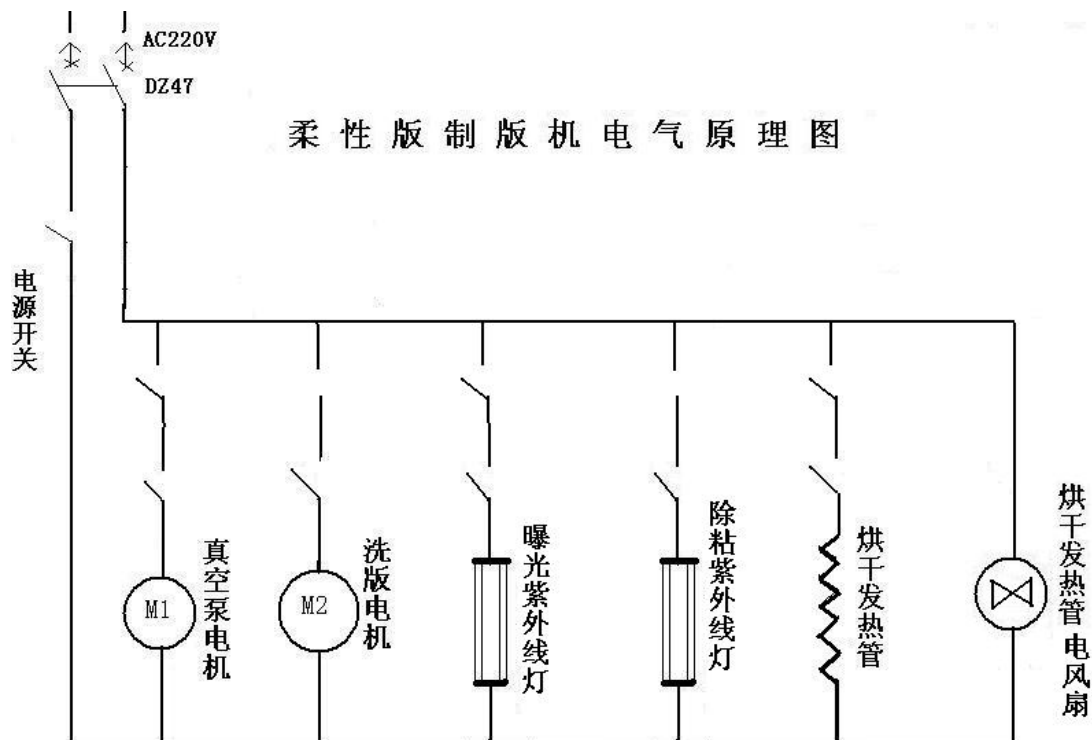 AC220V
DZ47
柔性版制版机电气原理图
电源开关
M1
真空泵电机
M2
洗版电机
曝光紫外线灯
除粘紫外线灯
烘干发热管
烘干发热管电风扇